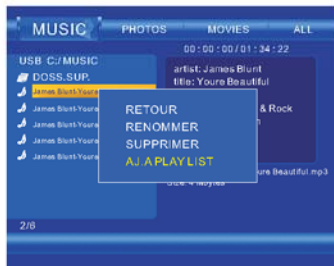 MUSIC PHOTOS MOVIES ALL
00:00:00/01:34:22
USB C:/MUSIC
DOSS.SUP.
James Blunt-Youre
James Blunt-Youre
James Blunt-Youre
James Blunt-Youre
James Blunt-Youre
artist: James Blunt
title: Youre Beautiful
& Rock
RETOUR
RENOMMER
SUPPRIMER
AJ.A PLAY LIST
ure Beautiful.mp3
2/6